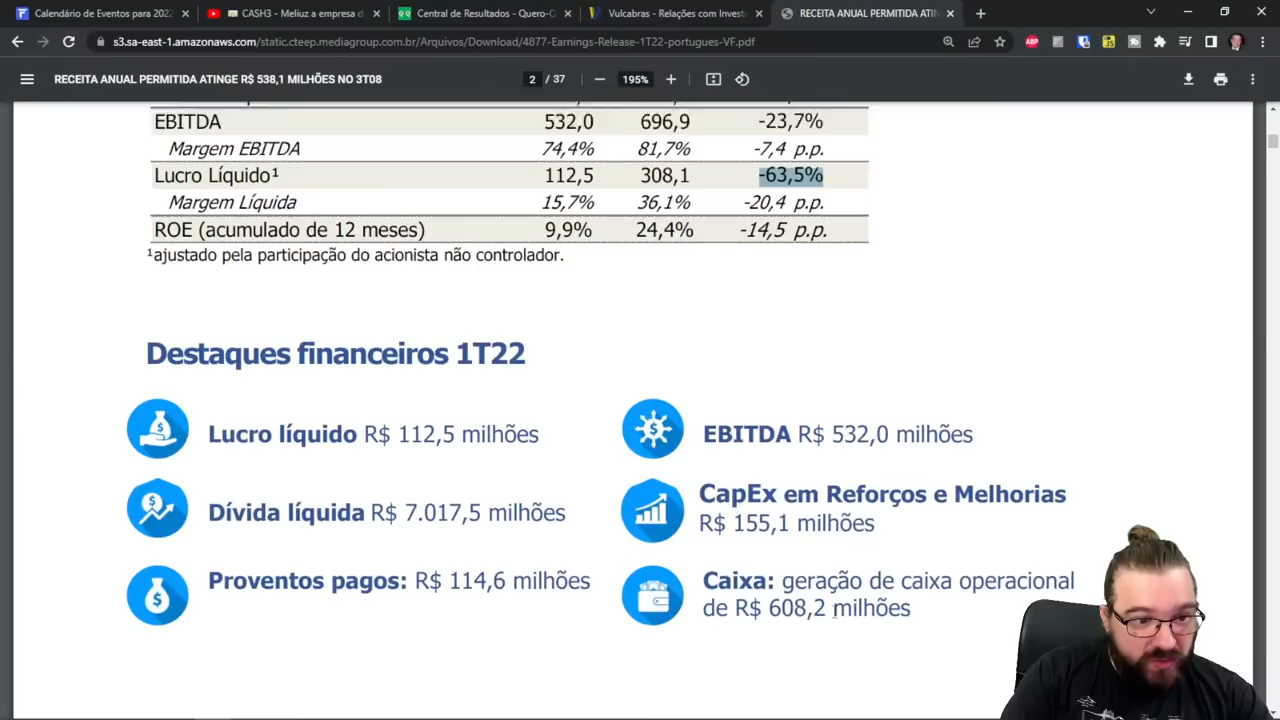 Calendário de Eventos para 2022
CASH3 - Meliuz a empresa d
Central de Resultados - Quero-Q
Vulcabras - Relações com Invest
RECEITA ANUAL PERMITIDA ATIN
s3.sa-east-1.amazonaws.com/static.cteep.mediagroup.com.br/Arquivos/Download/4877-Earnings-Release-1T22-portugues-VF.pdf
ABP
RECEITA ANUAL PERMITIDA ATINGE R$ 538,1 MILHÕES NO 3T08
2 / 37
195%
EBITDA 532,0 696,9 -23,7%
Margem EBITDA 74,4% 81,7% -7,4 p.p.
Lucro Líquido¹ 112,5 308,1 -63,5%
Margem Líquida 15,7% 36,1% -20,4 p.p.
ROE (acumulado de 12 meses) 9,9% 24,4% -14,5 p.p.
¹ajustado pela participação do acionista não controlador.
Destaques financeiros 1T22
Lucro líquido R$ 112,5 milhões
EBITDA R$ 532,0 milhões
Dívida líquida R$ 7.017,5 milhões
CapEx em Reforços e Melhorias
R$ 155,1 milhões
Proventos pagos: R$ 114,6 milhões
Caixa: geração de caixa operacional
de R$ 608,2 milhões